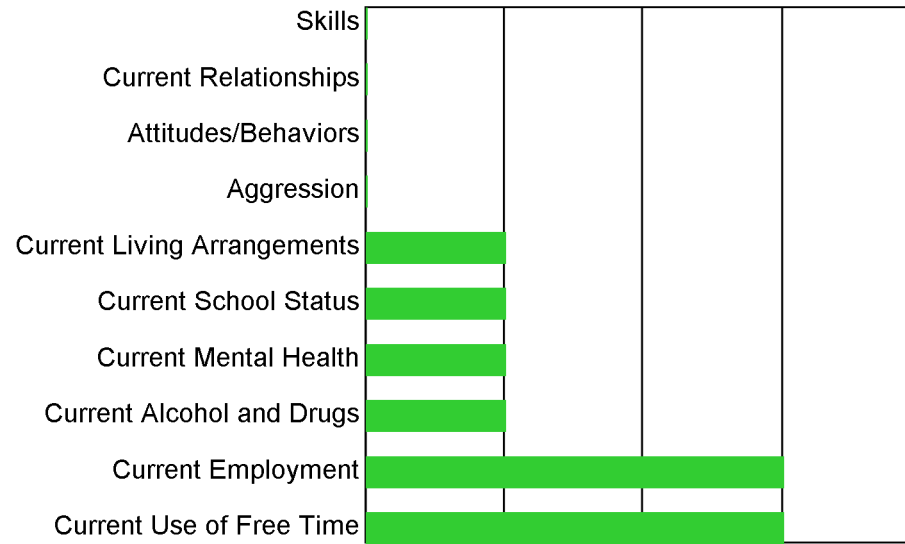 Skills
Current Relationships
Attitudes/Behaviors
Aggression
Current Living Arrangements
Current School Status
Current Mental Health
Current Alcohol and Drugs
Current Employment
Current Use of Free Time